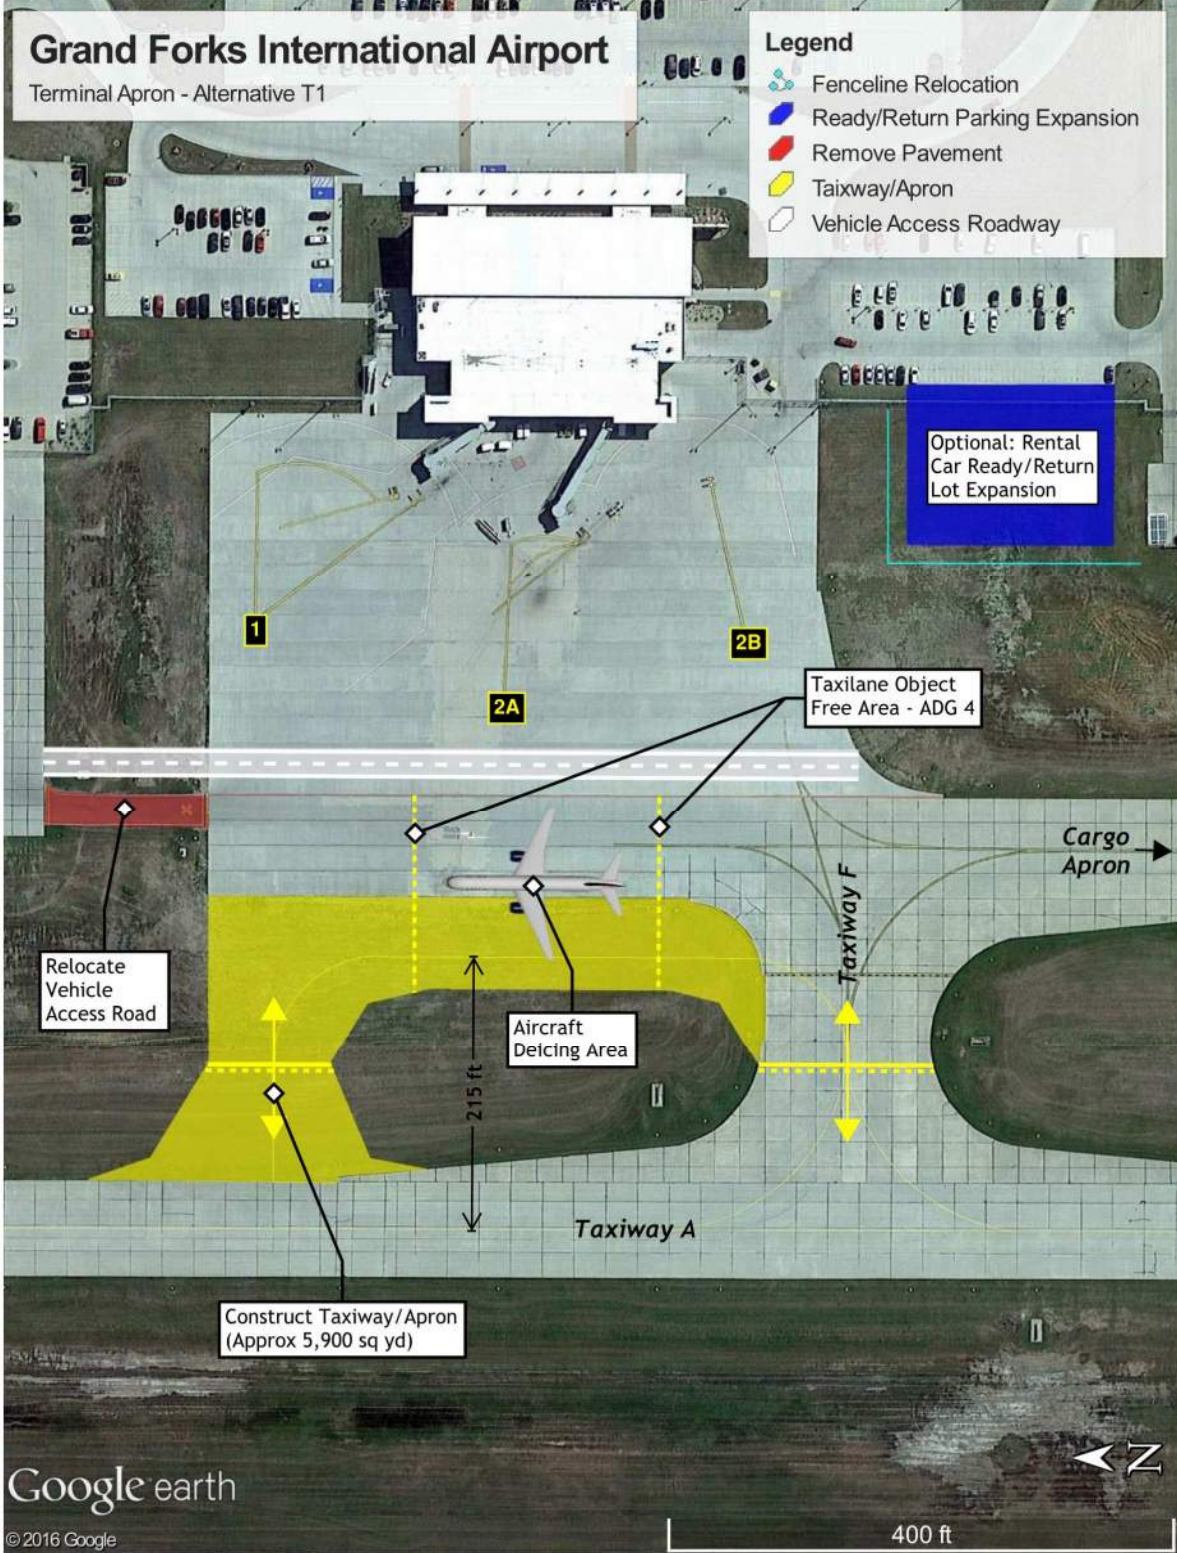 Grand Forks International Airport
Terminal Apron - Alternative T1
Legend
Fenceline Relocation
Ready/Return Parking Expansion
Remove Pavement
Taixway/Apron
Vehicle Access Roadway
Optional: Rental
Car Ready/Return
Lot Expansion
1
2B
2A
Taxilane Object
Free Area - ADG 4
Cargo
Apron
Taxiway F
Relocate
Vehicle
Access Road
Aircraft
Deicing Area
215 ft
Taxiway A
Construct Taxiway/Apron
(Approx 5,900 sq yd)
N
Google earth
© 2016 Google
400 ft